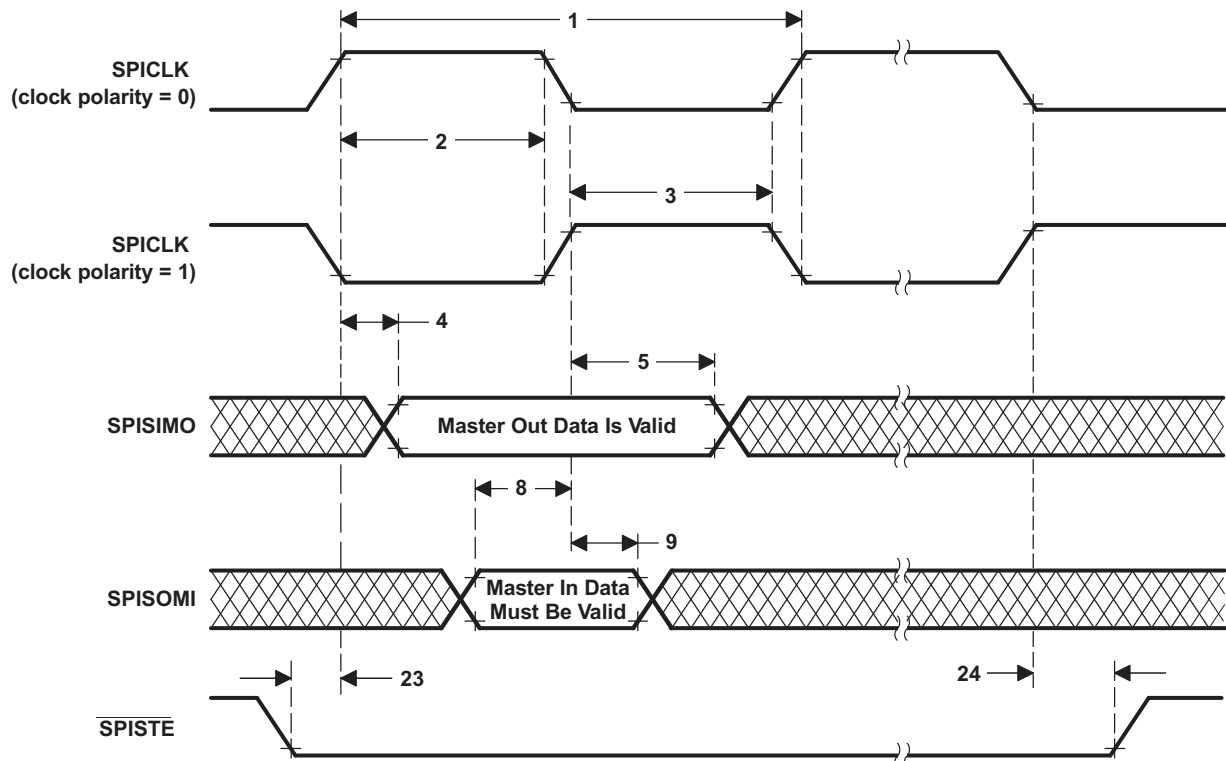 1
SPICLK
(clock polarity = 0)
2
3
SPICLK
(clock polarity = 1)
4
5
SPISIMO
Master Out Data Is Valid
8
9
SPISOMI
Master In Data
Must Be Valid
23
24
SPISTE